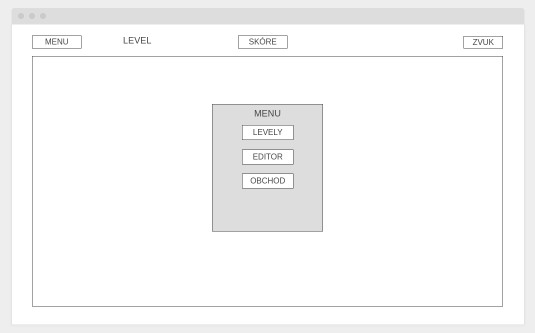 MENU
LEVEL
SKÓRE
ZVUK
MENU
LEVELY
EDITOR
OBCHOD